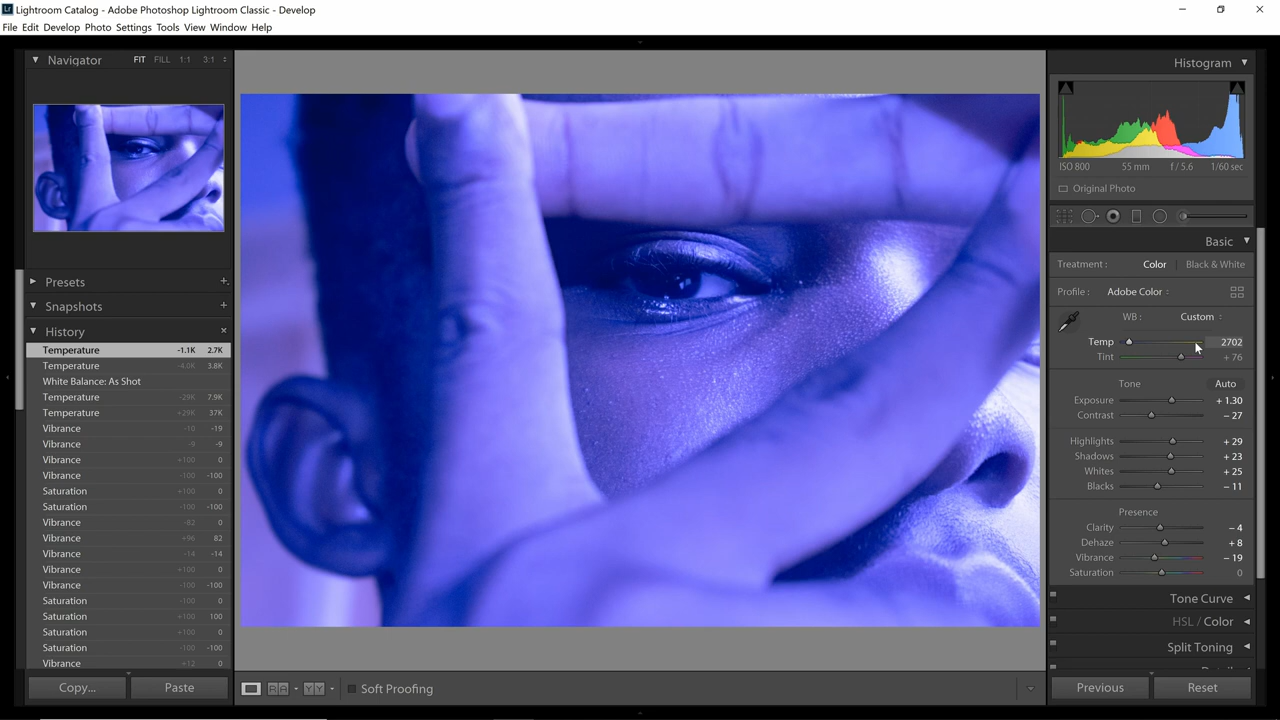 Lightroom Catalog - Adobe Photoshop Lightroom Classic - Develop
File Edit Develop Photo Settings Tools View Window Help
Navigator FIT FILL 1:1 3:1
Presets
Snapshots
History
Temperature -1.1K 2.7K
Temperature -4.0K 3.8K
White Balance: As Shot
Temperature -29K 7.9K
Temperature +29K 37K
Vibrance -10 -19
Vibrance -9 -9
Vibrance +100 0
Vibrance -100 -100
Saturation +100 0
Saturation -100 -100
Vibrance -82 0
Vibrance +96 82
Vibrance -14 -14
Vibrance +100 0
Vibrance -100 -100
Saturation +100 0
Saturation +100 100
Saturation +100 0
Saturation -100 -100
Vibrance +12 0
Copy... Paste
Soft Proofing
Histogram
ISO 800 55 mm f / 5.6 1/60 sec
Original Photo
Basic
Treatment : Color Black & White
Profile : Adobe Color
WB : Custom
Temp 2702
Tint + 76
Tone Auto
Exposure + 1.30
Contrast – 27
Highlights + 29
Shadows + 23
Whites + 25
Blacks – 11
Presence
Clarity – 4
Dehaze + 8
Vibrance – 19
Saturation 0
Tone Curve
HSL / Color
Split Toning
Previous Reset